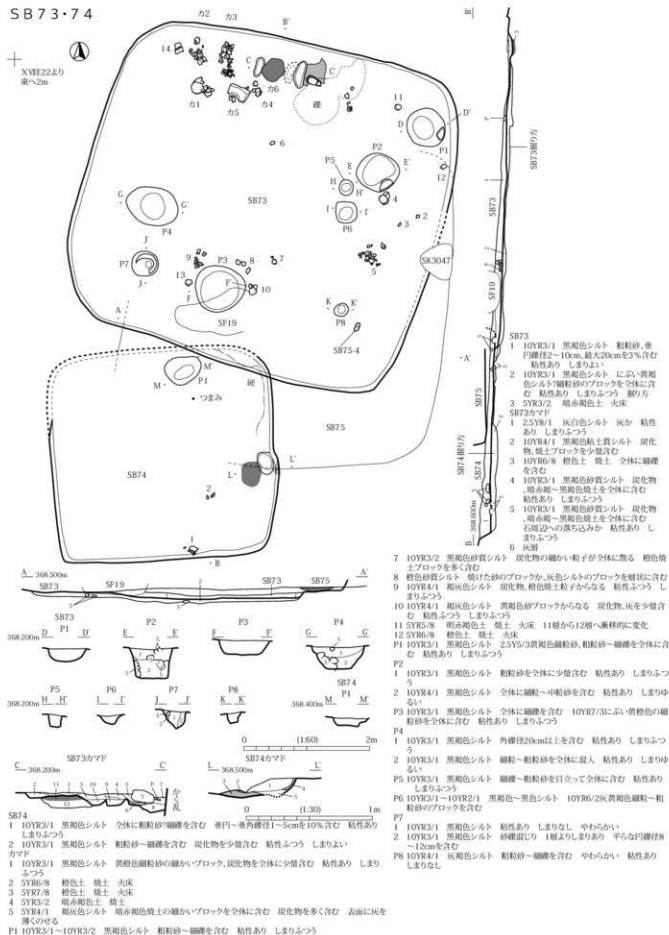 SB73・74
カ2
カ3
B'
14
C
C'
カ6
カ1
カ5
カ4
礫
11
D
D'
P1
12
6
P5
P2
E
E'
H
H'
4
I
I'
P6
2
3
SB73
G
G'
P4
J'
P7
J
9
P3
8
7
13
F
F'
10
SF19
5
SK3047
K
K'
P8
SB75-4
A
A'
M'
P1
M
つまみ
硬
SB75
SB74
L'
L
2
1
B
B'
SB73掘り方
SB73
SF19
SB75
SB74掘り方
SB74
368.600m
B
SB73
1 10YR3/1 黒褐色シルト 粗粒砂、亜
円礫径2～10cm、最大20cmを3％含む
粘性あり しまりよい
2 10YR3/1 黒褐色シルト にぶい黄褐
色シルト?細粒砂のブロックを全体に含
む 粘性あり しまりふつう 掘り方
3 5YR3/2 暗赤褐色土 火床
SB73カマド
1 2.5Y8/1 灰白色シルト 灰か 粘性
あり しまりふつう
2 10YR4/1 黒褐色粘土質シルト 炭化
物、焼土ブロックを少量含む
3 10YR6/8 橙色土 焼土 全体に細礫
を含む
4 10YR3/1 黒褐色砂質シルト 炭化物
、暗赤褐～黒褐色焼土を全体に含む
粘性あり しまりふつう
5 10YR3/1 黒褐色砂質シルト 炭化物
、暗赤褐～黒褐色焼土を全体に含む
石周辺への落ち込みか 粘性あり し
まりふつう
6 灰層
7 10YR3/2 黒褐色砂質シルト 炭化物の細かい粒子が全体に散る 橙色焼
土ブロックを多く含む
8 橙色砂質シルト 焼けた砂のブロックか、灰色シルトのブロックを層状に含む
9 10YR4/1 褐灰色シルト 炭化物、橙色焼土粒子からなる 粘性ふつう し
まりふつう
10 10YR4/1 褐灰色シルト 黄褐色砂ブロックからなる 炭化物、灰を少量含
む 粘性あり しまりふつう
11 5YR5/8 明赤褐色土 焼土 火床 11層から12層へ漸移的に変化
12 5YR6/8 橙色土 焼土 火床
P1 10YR3/1 黒褐色シルト 2.5Y5/3黄褐色細粒砂、粗粒砂～細礫を全体に含
む 粘性あり しまりふつう
P2
1 10YR3/1 黒褐色シルト 粗粒砂を全体に少量含む 粘性あり しまりふつ
う
2 10YR4/1 黒褐色シルト 全体に細粒～中粒砂を含む 粘性あり しまりゆ
るい
P3 10YR3/1 黒褐色シルト 全体に細礫を含む 10YR7/3にぶい黄橙色の細
粒砂を全体に含む 粘性あり しまりふつう
P4
1 10YR3/1 黒褐色シルト 角礫径20cm以上を含む 粘性あり しまりふつ
う
2 10YR3/1 黒褐色シルト 細粒～粗粒砂を全体に混入 粘性あり しまりゆ
るい
P5 10YR3/1 黒褐色シルト 細礫～粗粒砂を目立って全体に含む 粘性あり
しまりふつう
P6 10YR3/1～10YR2/1 黒褐色～黒色シルト 10YR6/2灰黄褐色細粒～粗
粒砂のブロックを含む
P7
1 10YR3/1 黒褐色シルト 粘性あり しまりなし やわらかい
2 10YR3/1 黒褐色シルト 砂礫混じり 1層よりしまりあり 平らな円礫径8
～12cmを含む
P8 10YR4/1 灰褐色シルト 粗粒砂～細礫を含む やわらかい 粘性あり
しまりなし
A 368.500m
SB73 SF19 SB73 SB75 A'
SB73
P1 P2 P3 P4
368.200m D D' E E' F F' G G'
P5 P6 P7 P8
368.200m H H' I I' J J' K K'
SB74
P1
368.400m M M'
0 (1:60) 2m
SB73カマド
C 368.200m C'
かく乱
SB74カマド
L 368.500m L'
0 (1:30) 1m
SB74
1 10YR3/1 黒褐色シルト 全体に粗粒砂?細礫を含む 亜円～亜角礫径1～5cmを10％含む 粘性あり
しまりふつう
2 10YR3/1 黒褐色シルト 粗粒砂～細礫を含む 炭化物を少量含む 粘性ふつう しまりよい
カマド
1 10YR3/1 黒褐色シルト 黄橙色細粒砂の細かいブロック、炭化物を全体に少量含む 粘性あり しまり
ふつう
2 5YR6/8 橙色土 焼土 火床
3 5YR7/8 橙色土 焼土 火床
4 5YR3/2 暗赤褐色土 焼土
5 5YR4/1 褐灰色シルト 暗赤褐色焼土の細かいブロックを全体に含む 炭化物を多く含む 表面に灰を
薄くのせる
P1 10YR3/1～10YR3/2 黒褐色シルト 粗粒砂～細礫を含む 粘性あり しまりふつう